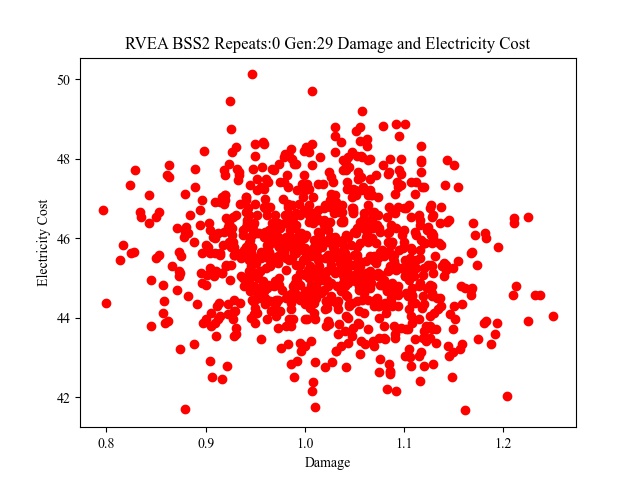 RVEA BSS2 Repeats:0 Gen:29 Damage and Electricity Cost
50
48
46
44
42
Electricity Cost
0.8 0.9 1.0 1.1 1.2
Damage